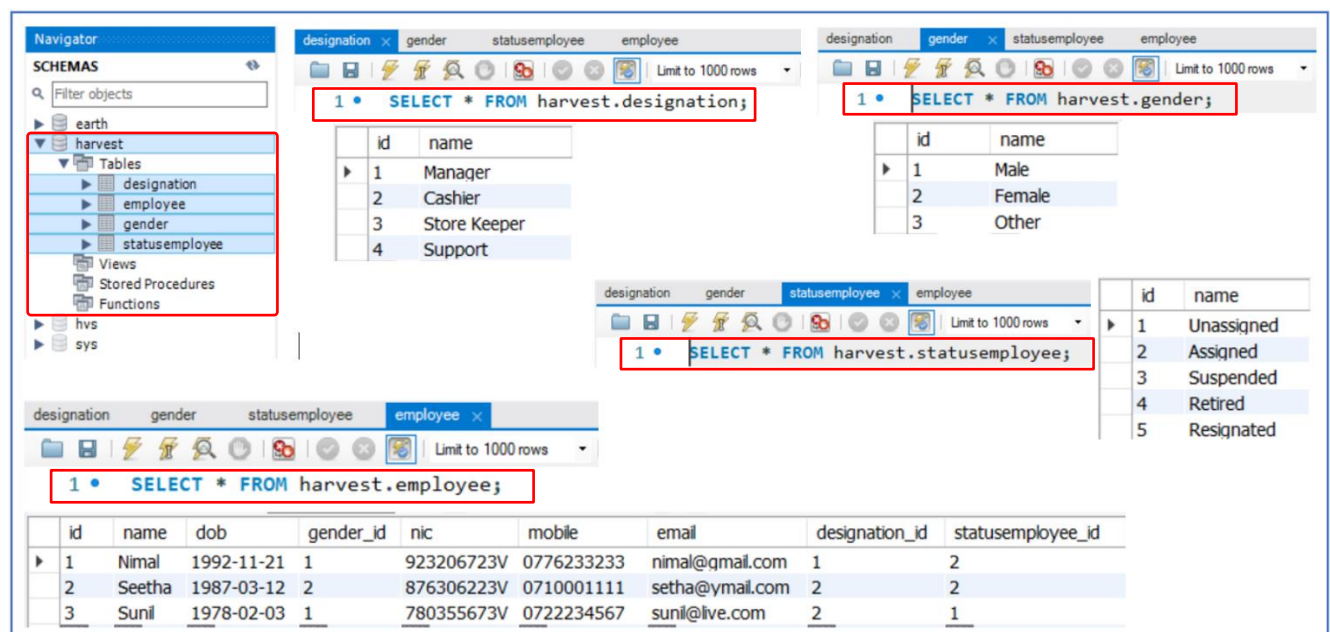 Navigator
SCHEMAS
Filter objects
earth
harvest
Tables
designation
employee
gender
statusemployee
Views
Stored Procedures
Functions
hvs
sys
designation gender statusemployee employee
Limit to 1000 rows
1 SELECT * FROM harvest.designation;
id name
1 Manager
2 Cashier
3 Store Keeper
4 Support
designation gender statusemployee employee
Limit to 1000 rows
1 SELECT * FROM harvest.gender;
id name
1 Male
2 Female
3 Other
designation gender statusemployee employee
Limit to 1000 rows
1 SELECT * FROM harvest.statusemployee;
id name
1 Unassigned
2 Assigned
3 Suspended
4 Retired
5 Resignated
designation gender statusemployee employee
Limit to 1000 rows
1 SELECT * FROM harvest.employee;
id name dob gender_id nic mobile email designation_id statusemployee_id
1 Nimal 1992-11-21 1 923206723V 0776233233 nimal@gmail.com 1 2
2 Seetha 1987-03-12 2 876306223V 0710001111 setha@ymail.com 2 2
3 Sunil 1978-02-03 1 780355673V 0722234567 sunil@live.com 2 1